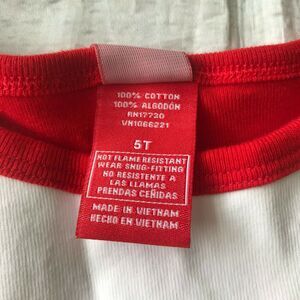 100% COTTON
100% ALGODÓN
RN17730
VN1066221
5T
NOT FLAME RESISTANT
WEAR SNUG-FITTING
NO RESISTENTE A
LAS LLAMAS
PRENDAS CEÑIDAS
MADE IN VIETNAM
HECHO EN VIETNAM